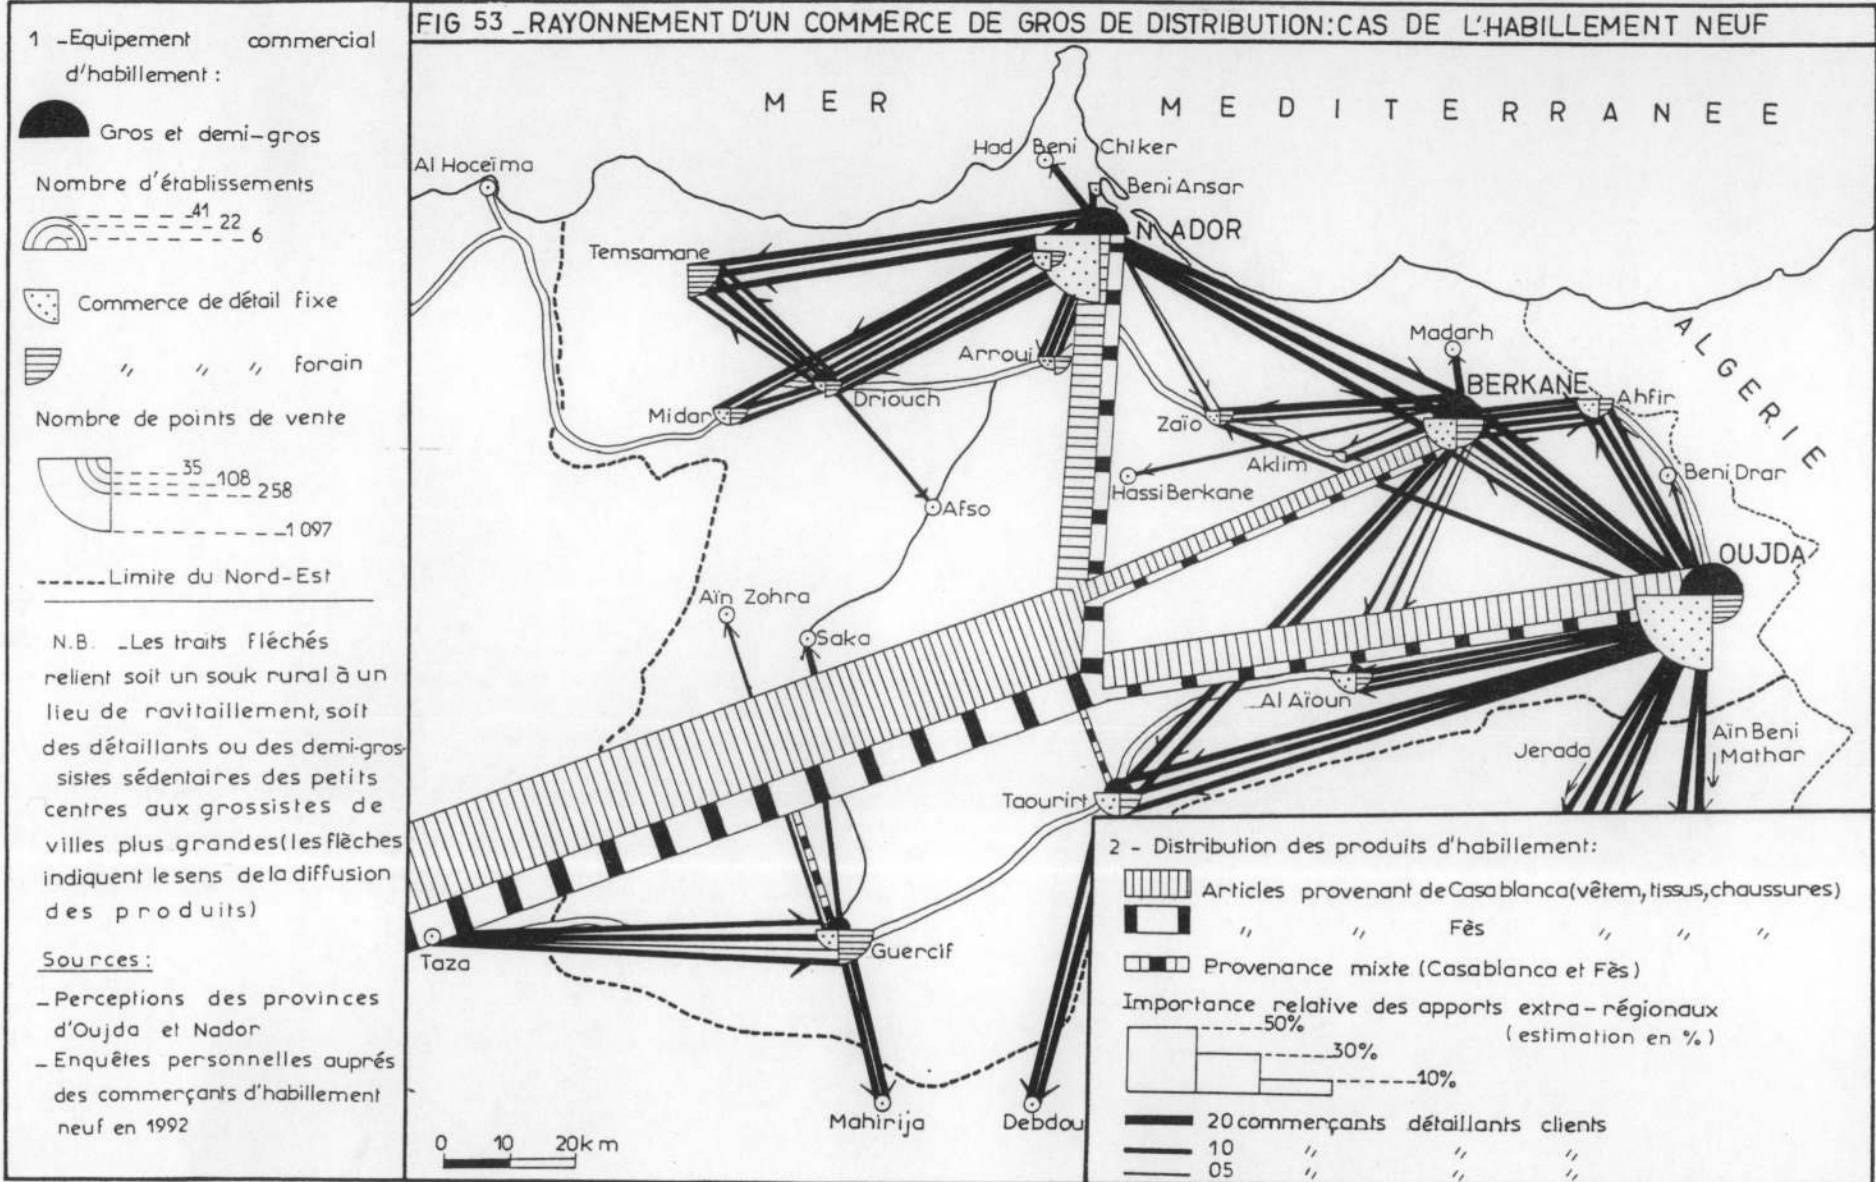 FIG 53 _ RAYONNEMENT D'UN COMMERCE DE GROS DE DISTRIBUTION: CAS DE L'HABILLEMENT NEUF
1 _ Equipement commercial
d'habillement :
Gros et demi-gros
Nombre d'établissements
41
22
6
Commerce de détail fixe
" " " forain
Nombre de points de vente
35
108
258
1 097
Limite du Nord-Est
N.B. _ Les traits fléchés
relient soit un souk rural à un
lieu de ravitaillement, soit
des détaillants ou des demi-gros-
sistes sédentaires des petits
centres aux grossistes de
villes plus grandes (les flèches
indiquent le sens de la diffusion
des produits)
Sources :
_ Perceptions des provinces
d'Oujda et Nador
_ Enquêtes personnelles auprés
des commerçants d'habillement
neuf en 1992
MER MEDITERRANEE
Al Hoceïma
Had Beni Chiker
Beni Ansar
NADOR
Temsamane
ALGERIE
Madarh
Arroui
BERKANE
Ahfir
Driouch
Midar
Zaïo
Aklim
Beni Drar
Hassi Berkane
Afso
OUJDA
Aïn Zohra
Saka
Al Aïoun
Jerada
Aïn Beni
Mathar
Taourirt
Guercif
Taza
Mahirija
Debdou
0 10 20km
2 - Distribution des produits d'habillement:
Articles provenant de Casablanca (vêtem, tissus, chaussures)
" " Fès " " "
Provenance mixte (Casablanca et Fès)
Importance relative des apports extra-régionaux
(estimation en %)
50%
30%
10%
20 commerçants détaillants clients
10 " " "
05 " " "